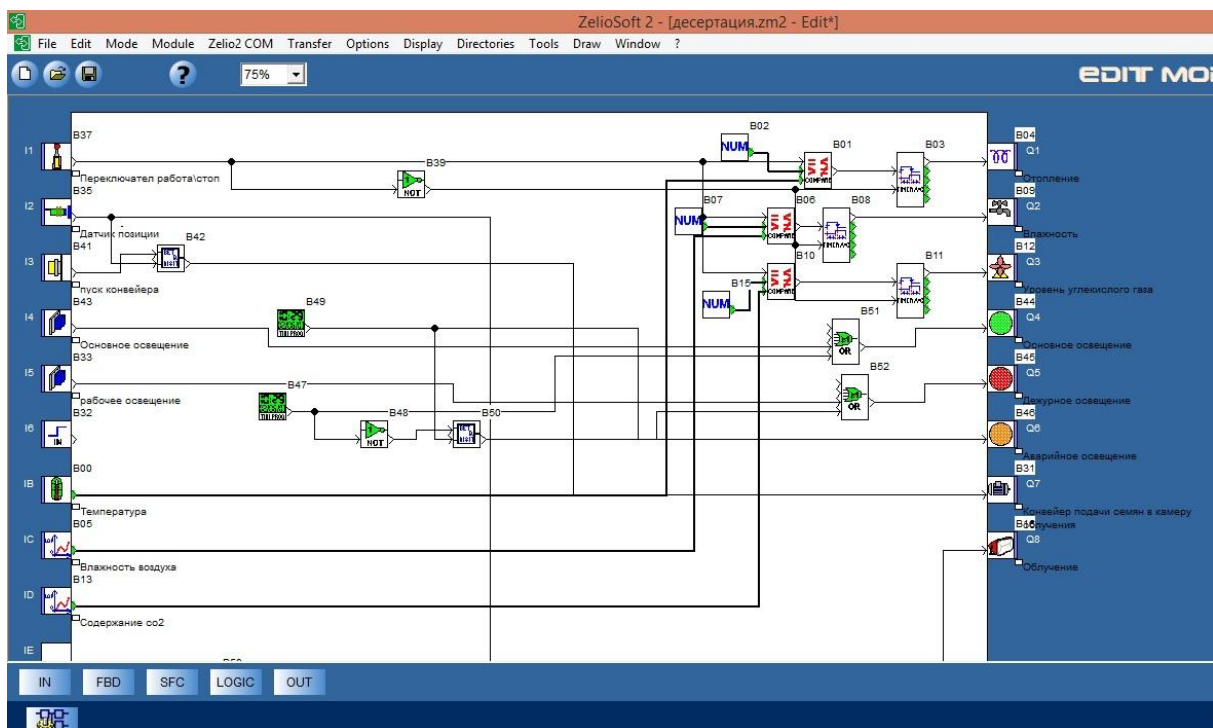 ZelioSoft 2 - [десертация.zm2 - Edit*]
File Edit Mode Module Zelio2 COM Transfer Options Display Directories Tools Draw Window ?
75%
EDIT MO
B37
I1
Переключател работа\стоп
B35
I2
Датчик позиции
B41
I3
пуск конвейера
B43
I4
Основное освещение
B33
I5
рабочее освещение
B32
I6
IN
B00
IB
Температура
B05
IC
Влажность воздуха
B13
ID
Содержание со2
IE
B39
NOT
B42
B49
TIME PROG
B47
TIME PROG
B48
NOT
B50
B02
NUM
B01
COMPARE
B03
B07
NUM
B06
COMPARE
B08
B10
COMPARE
B15
NUM
B11
B51
OR
B52
OR
B04
Q1
Отопление
B09
Q2
Влажность
B12
Q3
Уровень углекислого газа
B44
Q4
Основное освещение
B45
Q5
Дежурное освещение
B46
Q6
Аварийное освещение
B31
Q7
Конвейер подачи семян в камеру
облучения
Q8
Облучение
IN FBD SFC LOGIC OUT